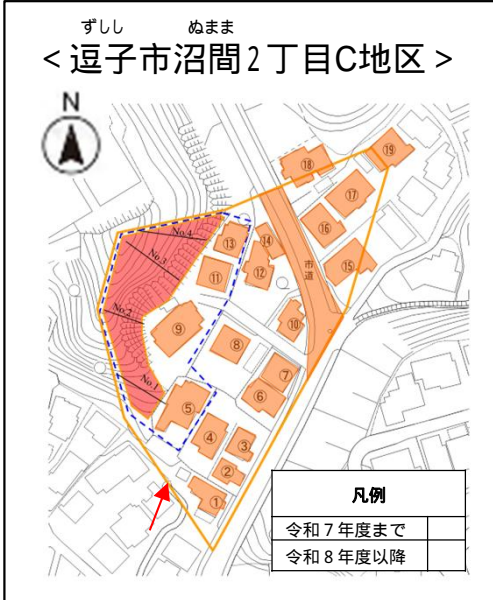 ずしし ぬまま
<逗子市沼間2丁目C地区>
N
⑲
⑱
⑰
⑯
⑮
市道
No.4
⑬
⑭
No.3
⑪
⑫
No.2
⑨
⑧
⑩
⑦
No.1
⑥
⑤
④
③
②
①
凡例
令和7年度まで
令和8年度以降